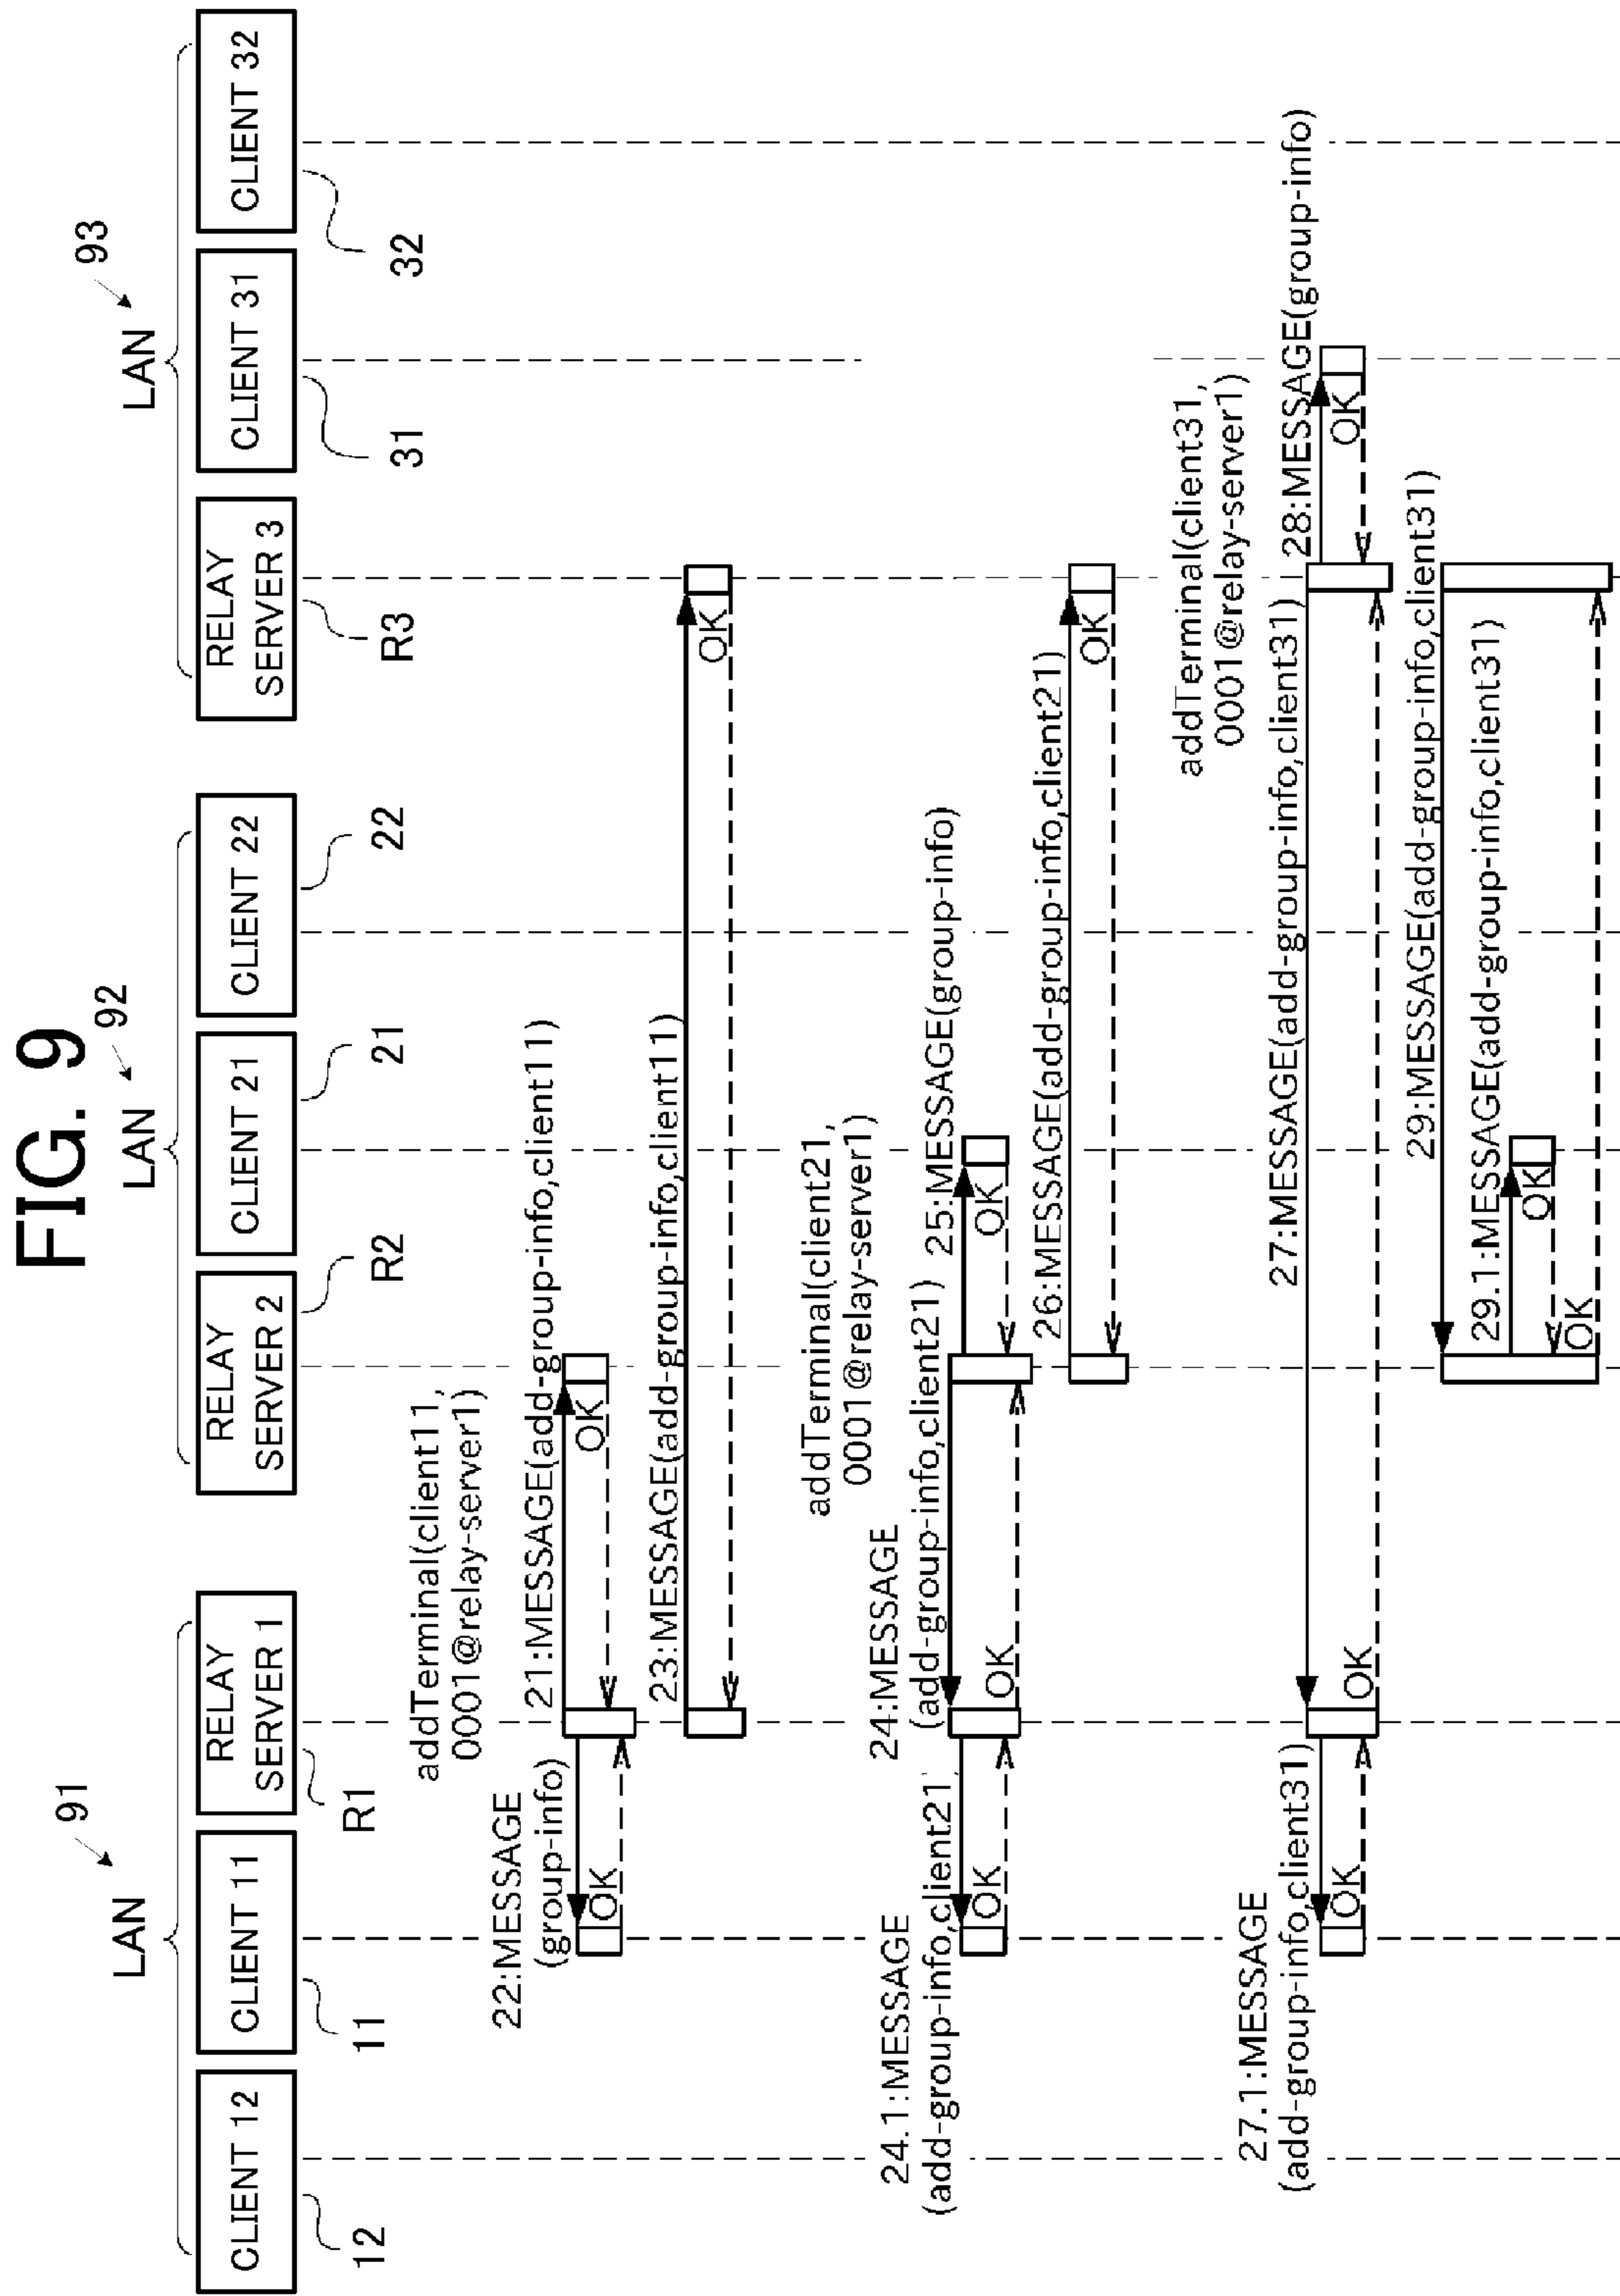 FIG. 9
LAN 91
LAN 92
LAN 93
CLIENT 12
CLIENT 11
RELAY
SERVER 1
RELAY
SERVER 2
CLIENT 21
CLIENT 22
RELAY
SERVER 3
CLIENT 31
CLIENT 32
12
11
R1
R2
21
22
R3
31
32
addTerminal(client11,
0001@relay-server1)
22:MESSAGE
(group-info)
21:MESSAGE(add-group-info,client11)
OK
OK
23:MESSAGE(add-group-info,client11)
OK
addTerminal(client21,
0001@relay-server1)
24.1:MESSAGE
(add-group-info,client21
24:MESSAGE
(add-group-info,client21)
25:MESSAGE(group-info)
OK
OK
OK
26:MESSAGE(add-group-info,client21)
OK
addTerminal(client31,
0001@relay-server1)
27.1:MESSAGE
(add-group-info,client31)
27:MESSAGE(add-group-info,client31)
28:MESSAGE(group-info)
OK
OK
OK
29:MESSAGE(add-group-info,client31)
29.1:MESSAGE(add-group-info,client31)
OK
OK